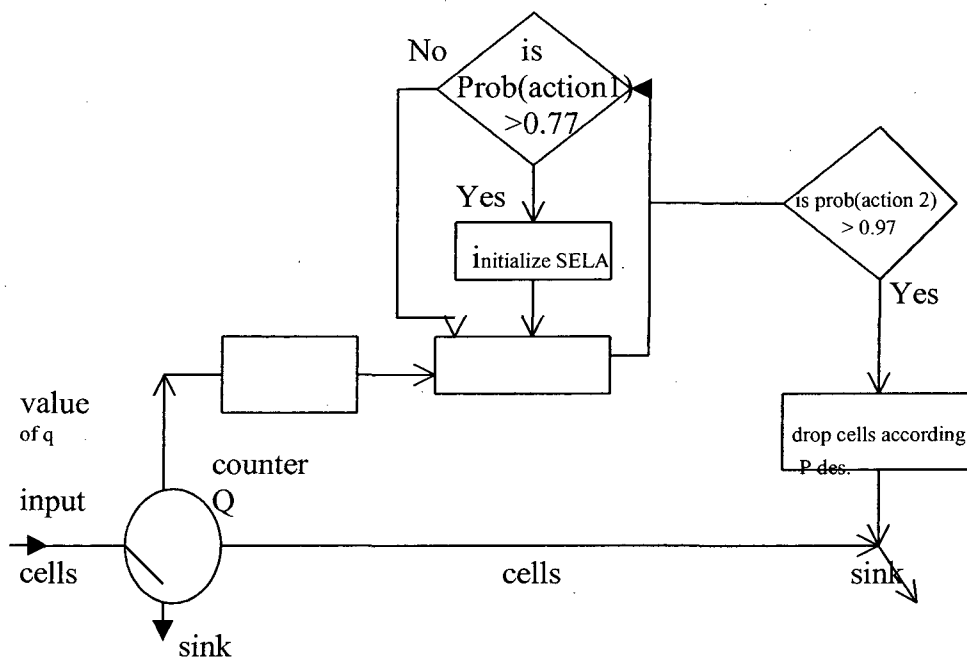 No
is
Prob(action1)
>0.77
Yes
initialize SELA
is prob(action 2)
> 0.97
Yes
value
of q
counter
Q
drop cells according
P des.
input
cells
cells
sink
sink